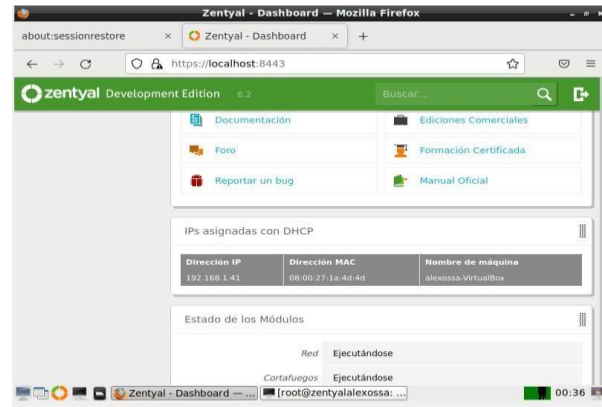 Zentyal - Dashboard — Mozilla Firefox
about:sessionrestore × Zentyal - Dashboard × +
https://localhost:8443
zentyal Development Edition 6.2 Buscar...
Documentación Ediciones Comerciales
Foro Formación Certificada
Reportar un bug Manual Oficial
IPs asignadas con DHCP
Dirección IP Dirección MAC Nombre de máquina
192.168.1.41 08:00:27:1a:4d:4d alexossa-VirtualBox
Estado de los Módulos
Red Ejecutándose
Cortafuegos Ejecutándose
Zentyal - Dashboard — ... [root@zentyalalexossa: ... 00:36